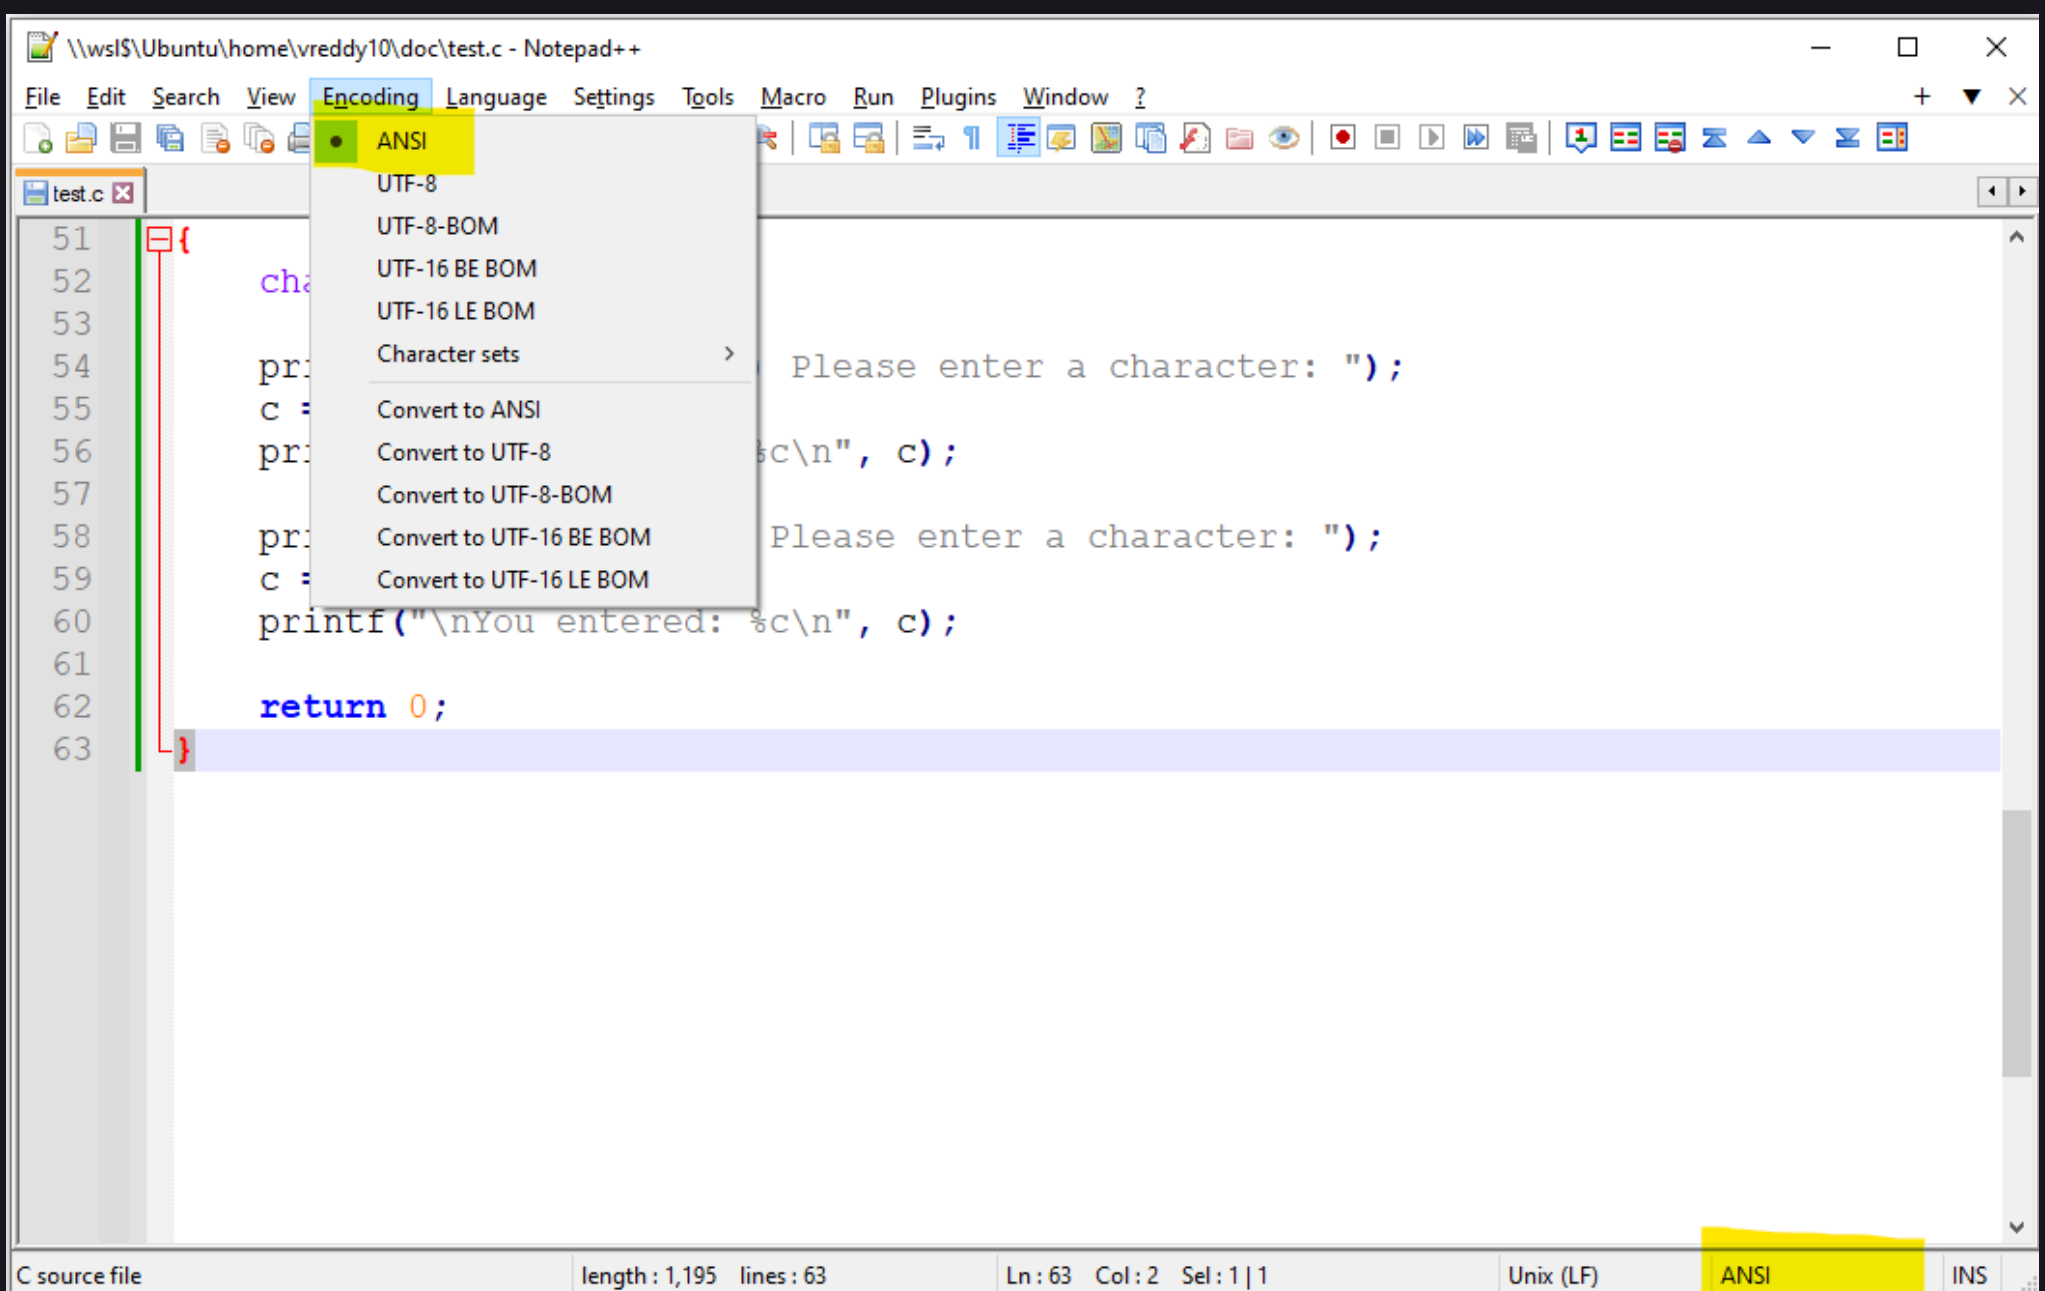 \\wsl$\Ubuntu\home\vreddy10\doc\test.c - Notepad++
File Edit Search View Encoding Language Settings Tools Macro Run Plugins Window ?
ANSI
UTF-8
UTF-8-BOM
UTF-16 BE BOM
UTF-16 LE BOM
Character sets
Convert to ANSI
Convert to UTF-8
Convert to UTF-8-BOM
Convert to UTF-16 BE BOM
Convert to UTF-16 LE BOM
test.c
51 {
52
53
54 Please enter a character: ");
55 c =
56 c\n", c);
57
58 Please enter a character: ");
59 c =
60 printf("\nYou entered: %c\n", c);
61
62 return 0;
63 }
C source file length : 1,195 lines : 63 Ln : 63 Col : 2 Sel : 1 | 1 Unix (LF) ANSI INS